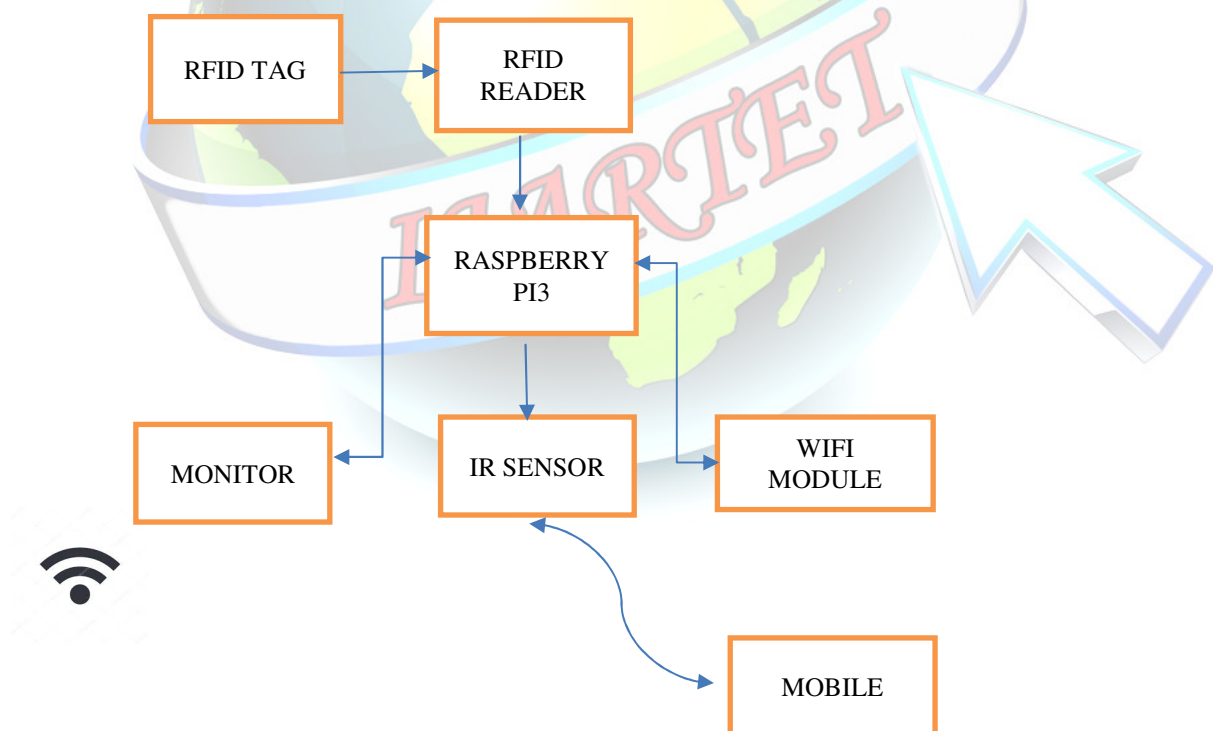 RFID TAG
RFID
READER
IJARTET
RASPBERRY
PI3
MONITOR
IR SENSOR
WIFI
MODULE
MOBILE